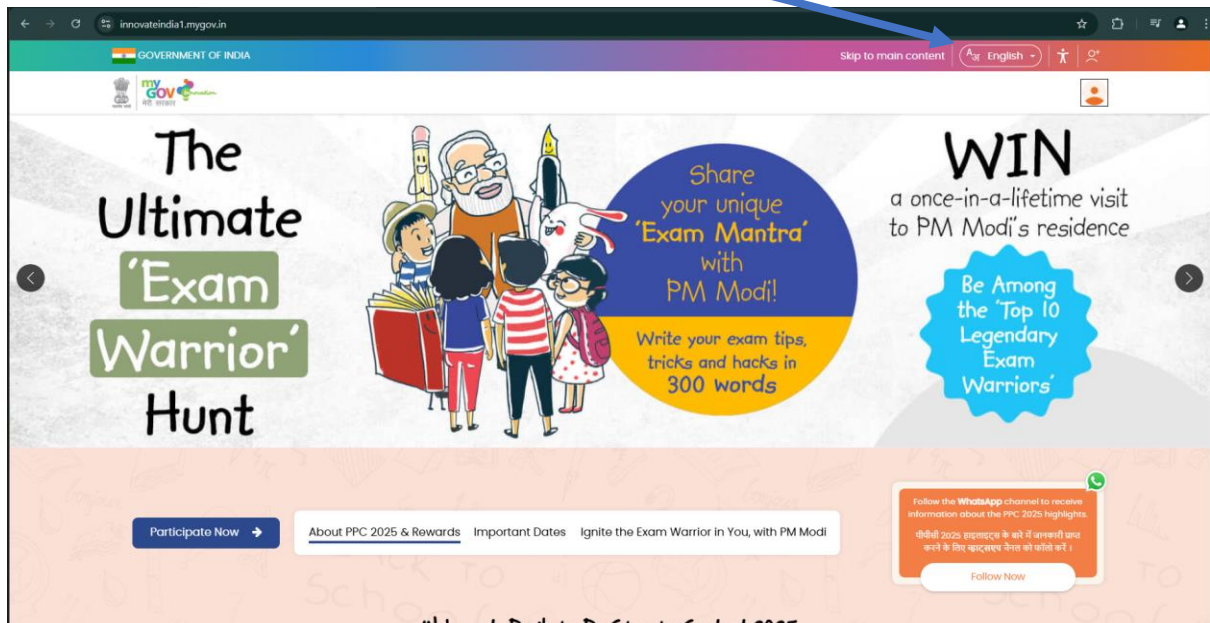 innovateindia1.mygov.in
GOVERNMENT OF INDIA
Skip to main content
Aअ English
my
GOV
मेरी सरकार
The
Ultimate
'Exam
Warrior'
Hunt
Share
your unique
'Exam Mantra'
with
PM Modi!
Write your exam tips,
tricks and hacks in
300 words
WIN
a once-in-a-lifetime visit
to PM Modi's residence
Be Among
the 'Top 10
Legendary
Exam
Warriors'
Participate Now
About PPC 2025 & Rewards
Important Dates
Ignite the Exam Warrior in You, with PM Modi
Follow the WhatsApp channel to receive
information about the PPC 2025 highlights.
पीपीसी 2025 हाइलाइट्स के बारे में जानकारी प्राप्त
करने के लिए व्हाट्सएप चैनल को फॉलो करें ।
Follow Now